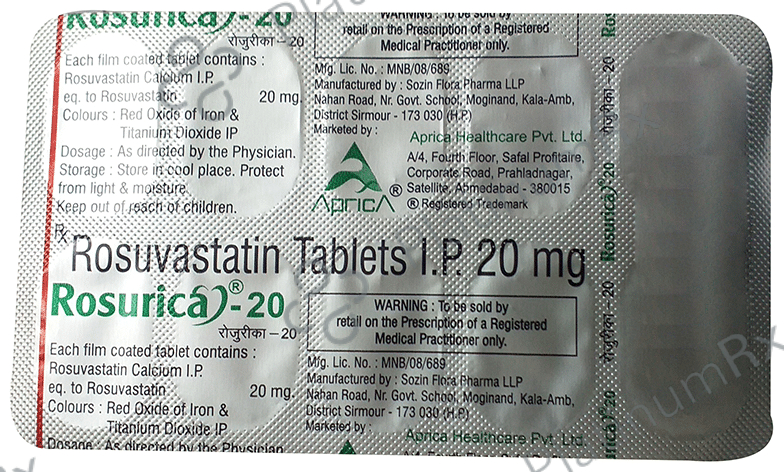 Rosurica-20
रोजुरीका – 20
Each film coated tablet contains :
Rosuvastatin Calcium I.P.
eq. to Rosuvastatin 20 mg.
Colours : Red Oxide of Iron &
Titanium Dioxide IP
Dosage : As directed by the Physician.
Storage : Store in cool place. Protect
from light & moisture.
Keep out of reach of children.
WARNING : To be sold by
retail on the Prescription of a Registered
Medical Practitioner only.
Mfg. Lic. No. : MNB/08/689
Manufactured by : Sozin Flora Pharma LLP
Nahan Road, Nr. Govt. School, Moginand, Kala-Amb,
District Sirmour - 173 030 (H.P.)
Marketed by :
Aprica Healthcare Pvt. Ltd.
A/4, Fourth Floor, Safal Profitaire,
Corporate Road, Prahladnagar,
Satellite, Ahmedabad - 380015
® Registered Trademark
APRICA®
Rx Rosuvastatin Tablets I.P. 20 mg
Rosurica®-20
रोजुरीका – 20
Each film coated tablet contains :
Rosuvastatin Calcium I.P.
eq. to Rosuvastatin 20 mg.
Colours : Red Oxide of Iron &
Titanium Dioxide IP
Dosage : As directed by the Physician
WARNING : To be sold by
retail on the Prescription of a Registered
Medical Practitioner only.
Mfg. Lic. No. : MNB/08/689
Manufactured by : Sozin Flora Pharma LLP
Nahan Road, Nr. Govt. School, Moginand, Kala-Amb,
District Sirmour - 173 030 (H.P.)
Marketed by :
Aprica Healthcare Pvt. Ltd.
रोजुरीका – 20
Rosurica®-20
रोजुरीका – 20
Rosurica®-20
PlatinumRx